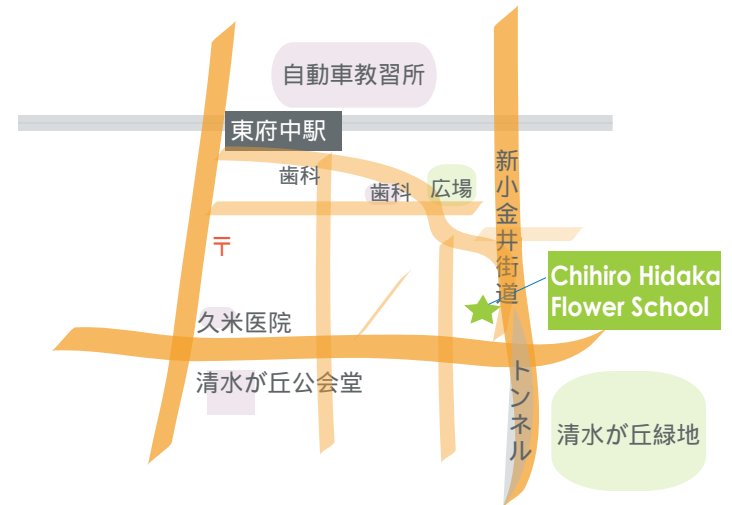 自動車教習所
東府中駅
歯科
歯科
広場
新小金井街道
〒
Chihiro Hidaka
Flower School
久米医院
清水が丘公会堂
トンネル
清水が丘緑地